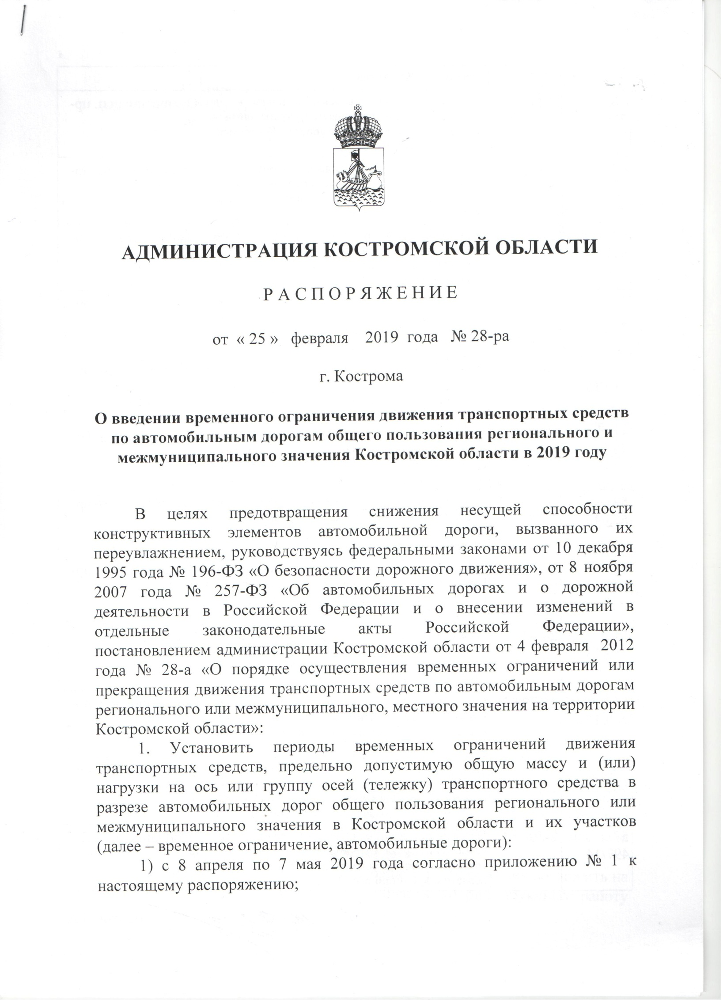 АДМИНИСТРАЦИЯ КОСТРОМСКОЙ ОБЛАСТИ
Р А С П О Р Я Ж Е Н И Е
от « 25 » февраля 2019 года № 28-ра
г. Кострома
О введении временного ограничения движения транспортных средств
по автомобильным дорогам общего пользования регионального и
межмуниципального значения Костромской области в 2019 году
В целях предотвращения снижения несущей способности
конструктивных элементов автомобильной дороги, вызванного их
переувлажнением, руководствуясь федеральными законами от 10 декабря
1995 года № 196-ФЗ «О безопасности дорожного движения», от 8 ноября
2007 года № 257-ФЗ «Об автомобильных дорогах и о дорожной
деятельности в Российской Федерации и о внесении изменений в
отдельные законодательные акты Российской Федерации»,
постановлением администрации Костромской области от 4 февраля 2012
года № 28-а «О порядке осуществления временных ограничений или
прекращения движения транспортных средств по автомобильным дорогам
регионального или межмуниципального, местного значения на территории
Костромской области»:
1. Установить периоды временных ограничений движения
транспортных средств, предельно допустимую общую массу и (или)
нагрузки на ось или группу осей (тележку) транспортного средства в
разрезе автомобильных дорог общего пользования регионального или
межмуниципального значения в Костромской области и их участков
(далее – временное ограничение, автомобильные дороги):
1) с 8 апреля по 7 мая 2019 года согласно приложению № 1 к
настоящему распоряжению;